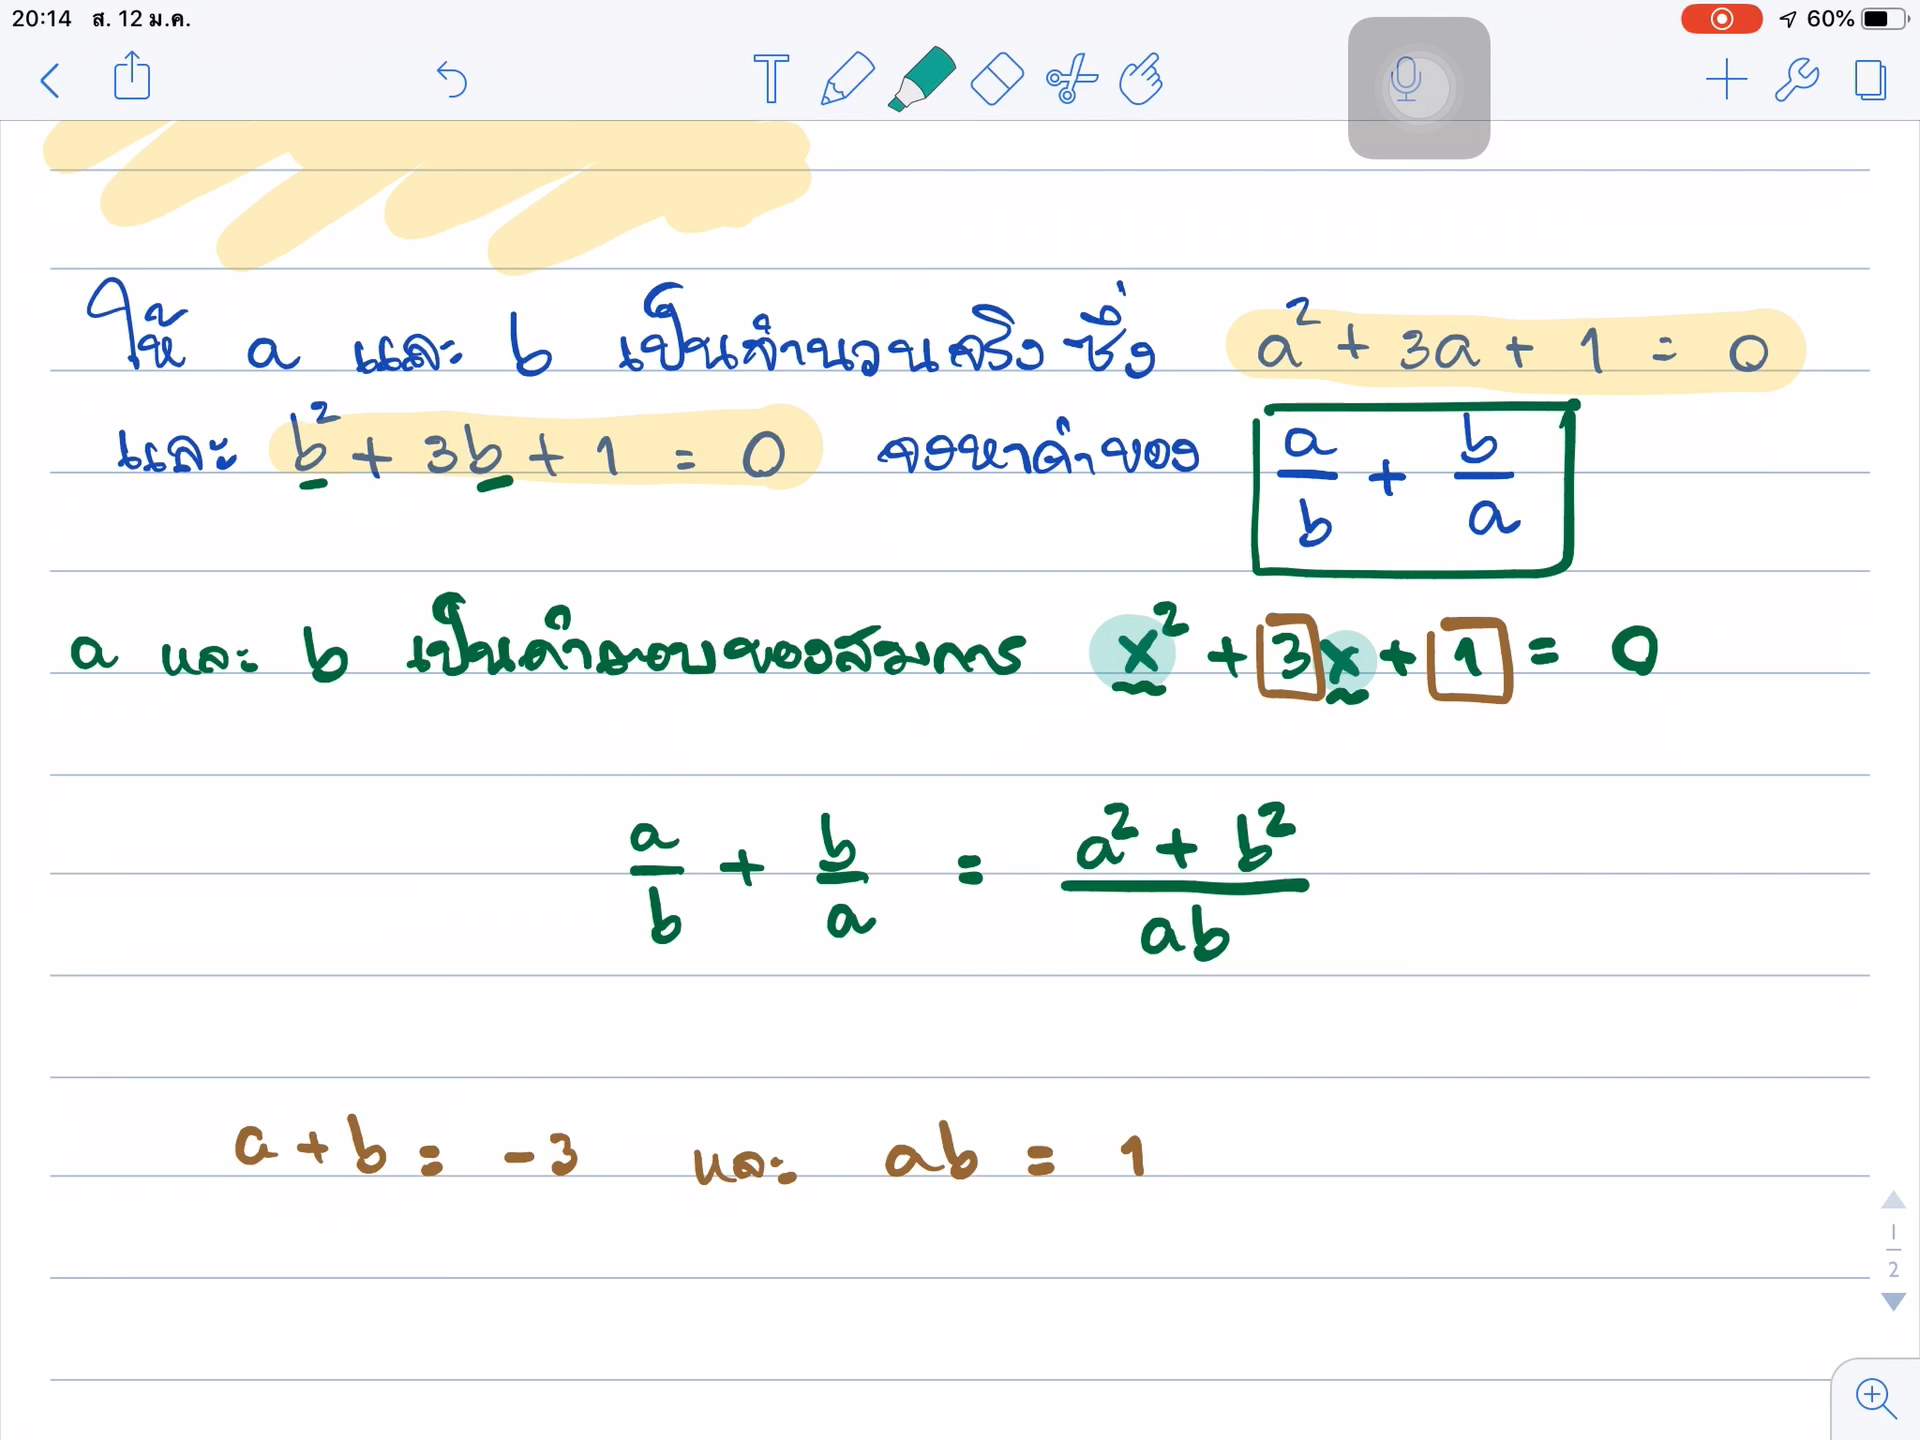 20:14 ส. 12 ม.ค. 60%
T
ให้ a และ b เป็นจำนวนจริง ซึ่ง a² + 3a + 1 = 0
และ b² + 3b + 1 = 0 จงหาค่าของ a/b + b/a
a และ b เป็นคำตอบของสมการ x² + 3x + 1 = 0
a/b + b/a = (a² + b²)/ab
a + b = -3 และ ab = 1
1
2